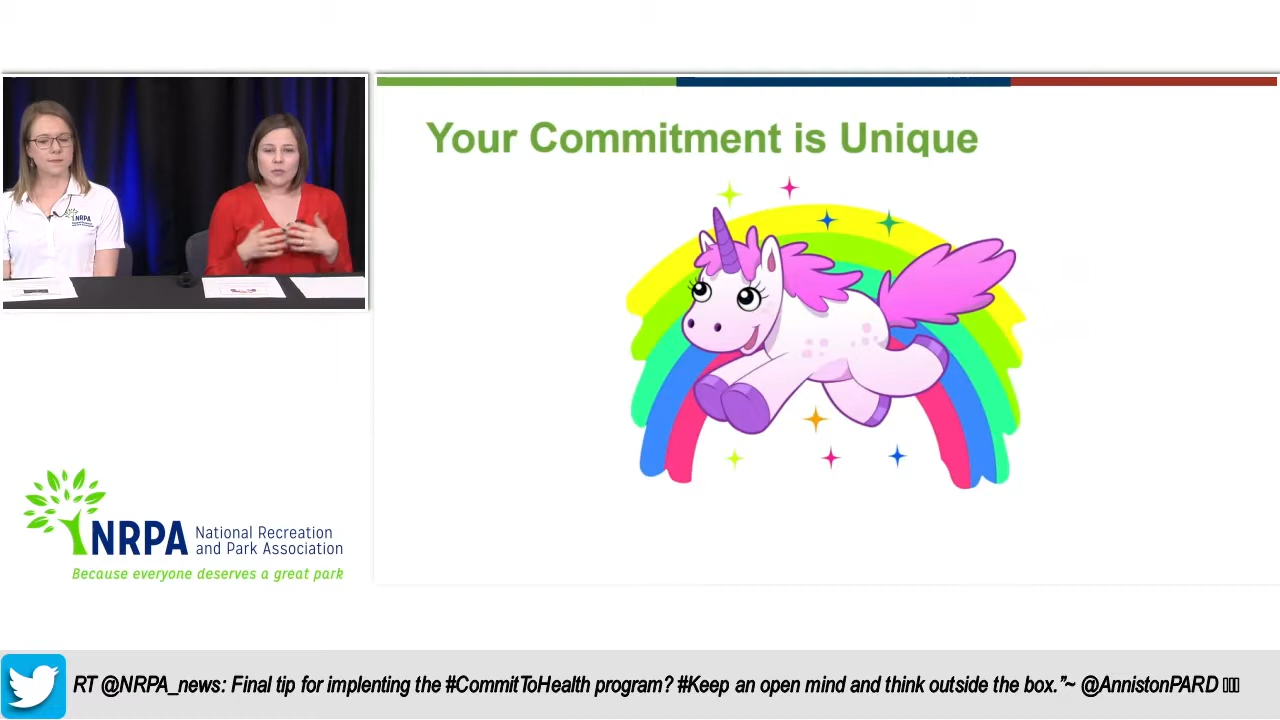 Your Commitment is Unique
NRPA
NRPA
National Recreation
and Park Association
Because everyone deserves a great park
RT @NRPA_news: Final tip for implenting the #CommitToHealth program? #Keep an open mind and think outside the box.”~ @AnnistonPARD